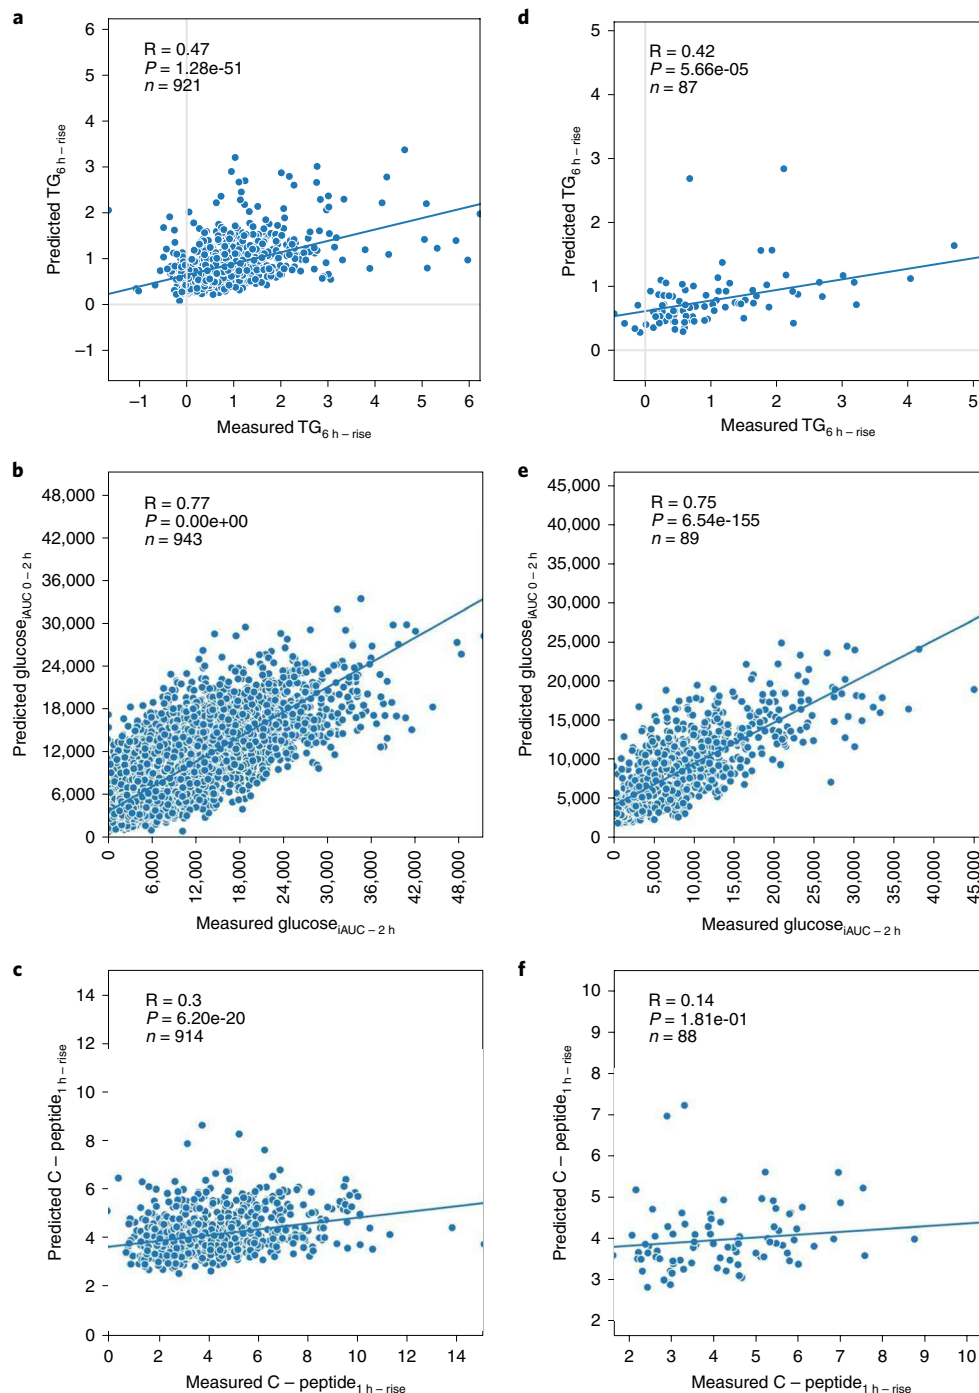 a
R = 0.47
P = 1.28e-51
n = 921
6
5
4
3
2
1
0
–1
Predicted TG6 h – rise
–1 0 1 2 3 4 5 6
Measured TG6 h – rise
d
R = 0.42
P = 5.66e-05
n = 87
5
4
3
2
1
0
Predicted TG6 h – rise
0 1 2 3 4 5
Measured TG6 h – rise
b
R = 0.77
P = 0.00e+00
n = 943
48,000
42,000
36,000
30,000
24,000
18,000
12,000
6,000
0
Predicted glucoseiAUC 0 – 2 h
0 6,000 12,000 18,000 24,000 30,000 36,000 42,000 48,000
Measured glucoseiAUC – 2 h
e
R = 0.75
P = 6.54e-155
n = 89
45,000
40,000
35,000
30,000
25,000
20,000
15,000
10,000
5,000
0
Predicted glucoseiAUC 0 – 2 h
0 5,000 10,000 15,000 20,000 25,000 30,000 35,000 40,000 45,000
Measured glucoseiAUC – 2 h
c
R = 0.3
P = 6.20e-20
n = 914
14
12
10
8
6
4
2
0
Predicted C – peptide1 h – rise
0 2 4 6 8 10 12 14
Measured C – peptide1 h – rise
f
R = 0.14
P = 1.81e-01
n = 88
10
9
8
7
6
5
4
3
2
Predicted C – peptide1 h – rise
2 3 4 5 6 7 8 9 10
Measured C – peptide1 h – rise